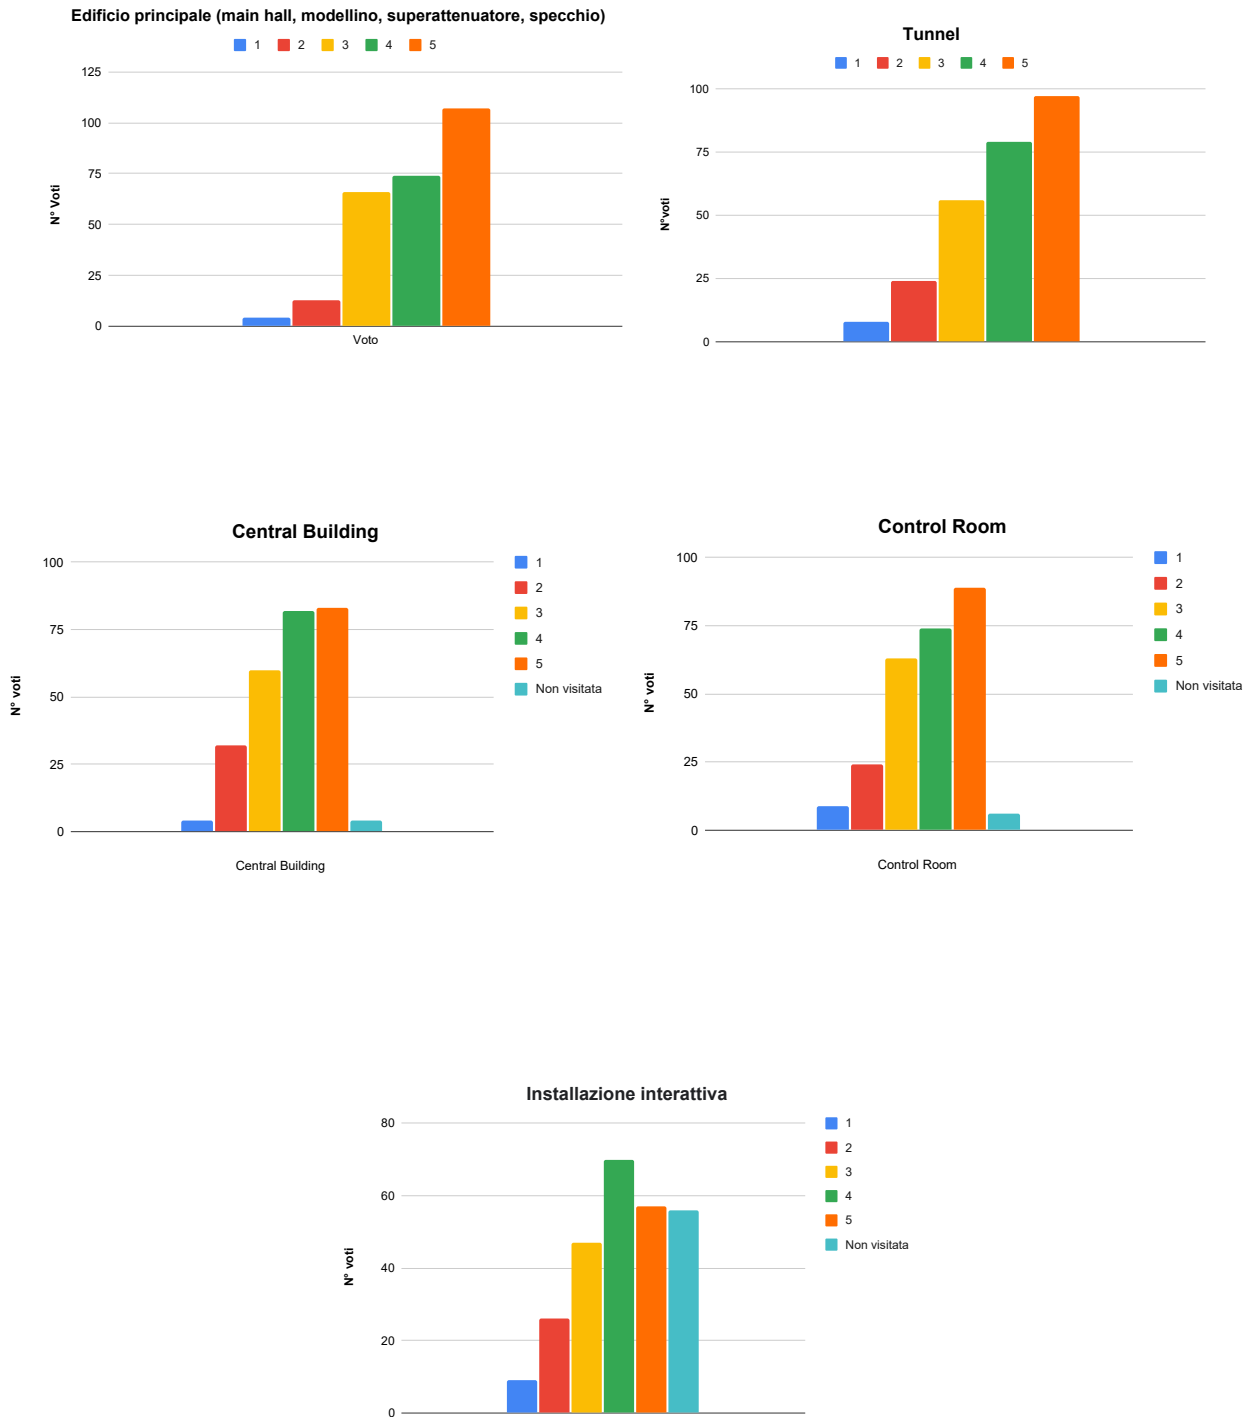 Edificio principale (main hall, modellino, superattenuatore, specchio)
1 2 3 4 5
125
100
75
50
25
0
N° Voti
Voto
Tunnel
1 2 3 4 5
100
75
50
25
0
N°voti
Central Building
100
75
50
25
0
N° voti
Central Building
1
2
3
4
5
Non visitata
Control Room
100
75
50
25
0
N° voti
Control Room
1
2
3
4
5
Non visitata
Installazione interattiva
80
60
40
20
0
N° voti
1
2
3
4
5
Non visitata